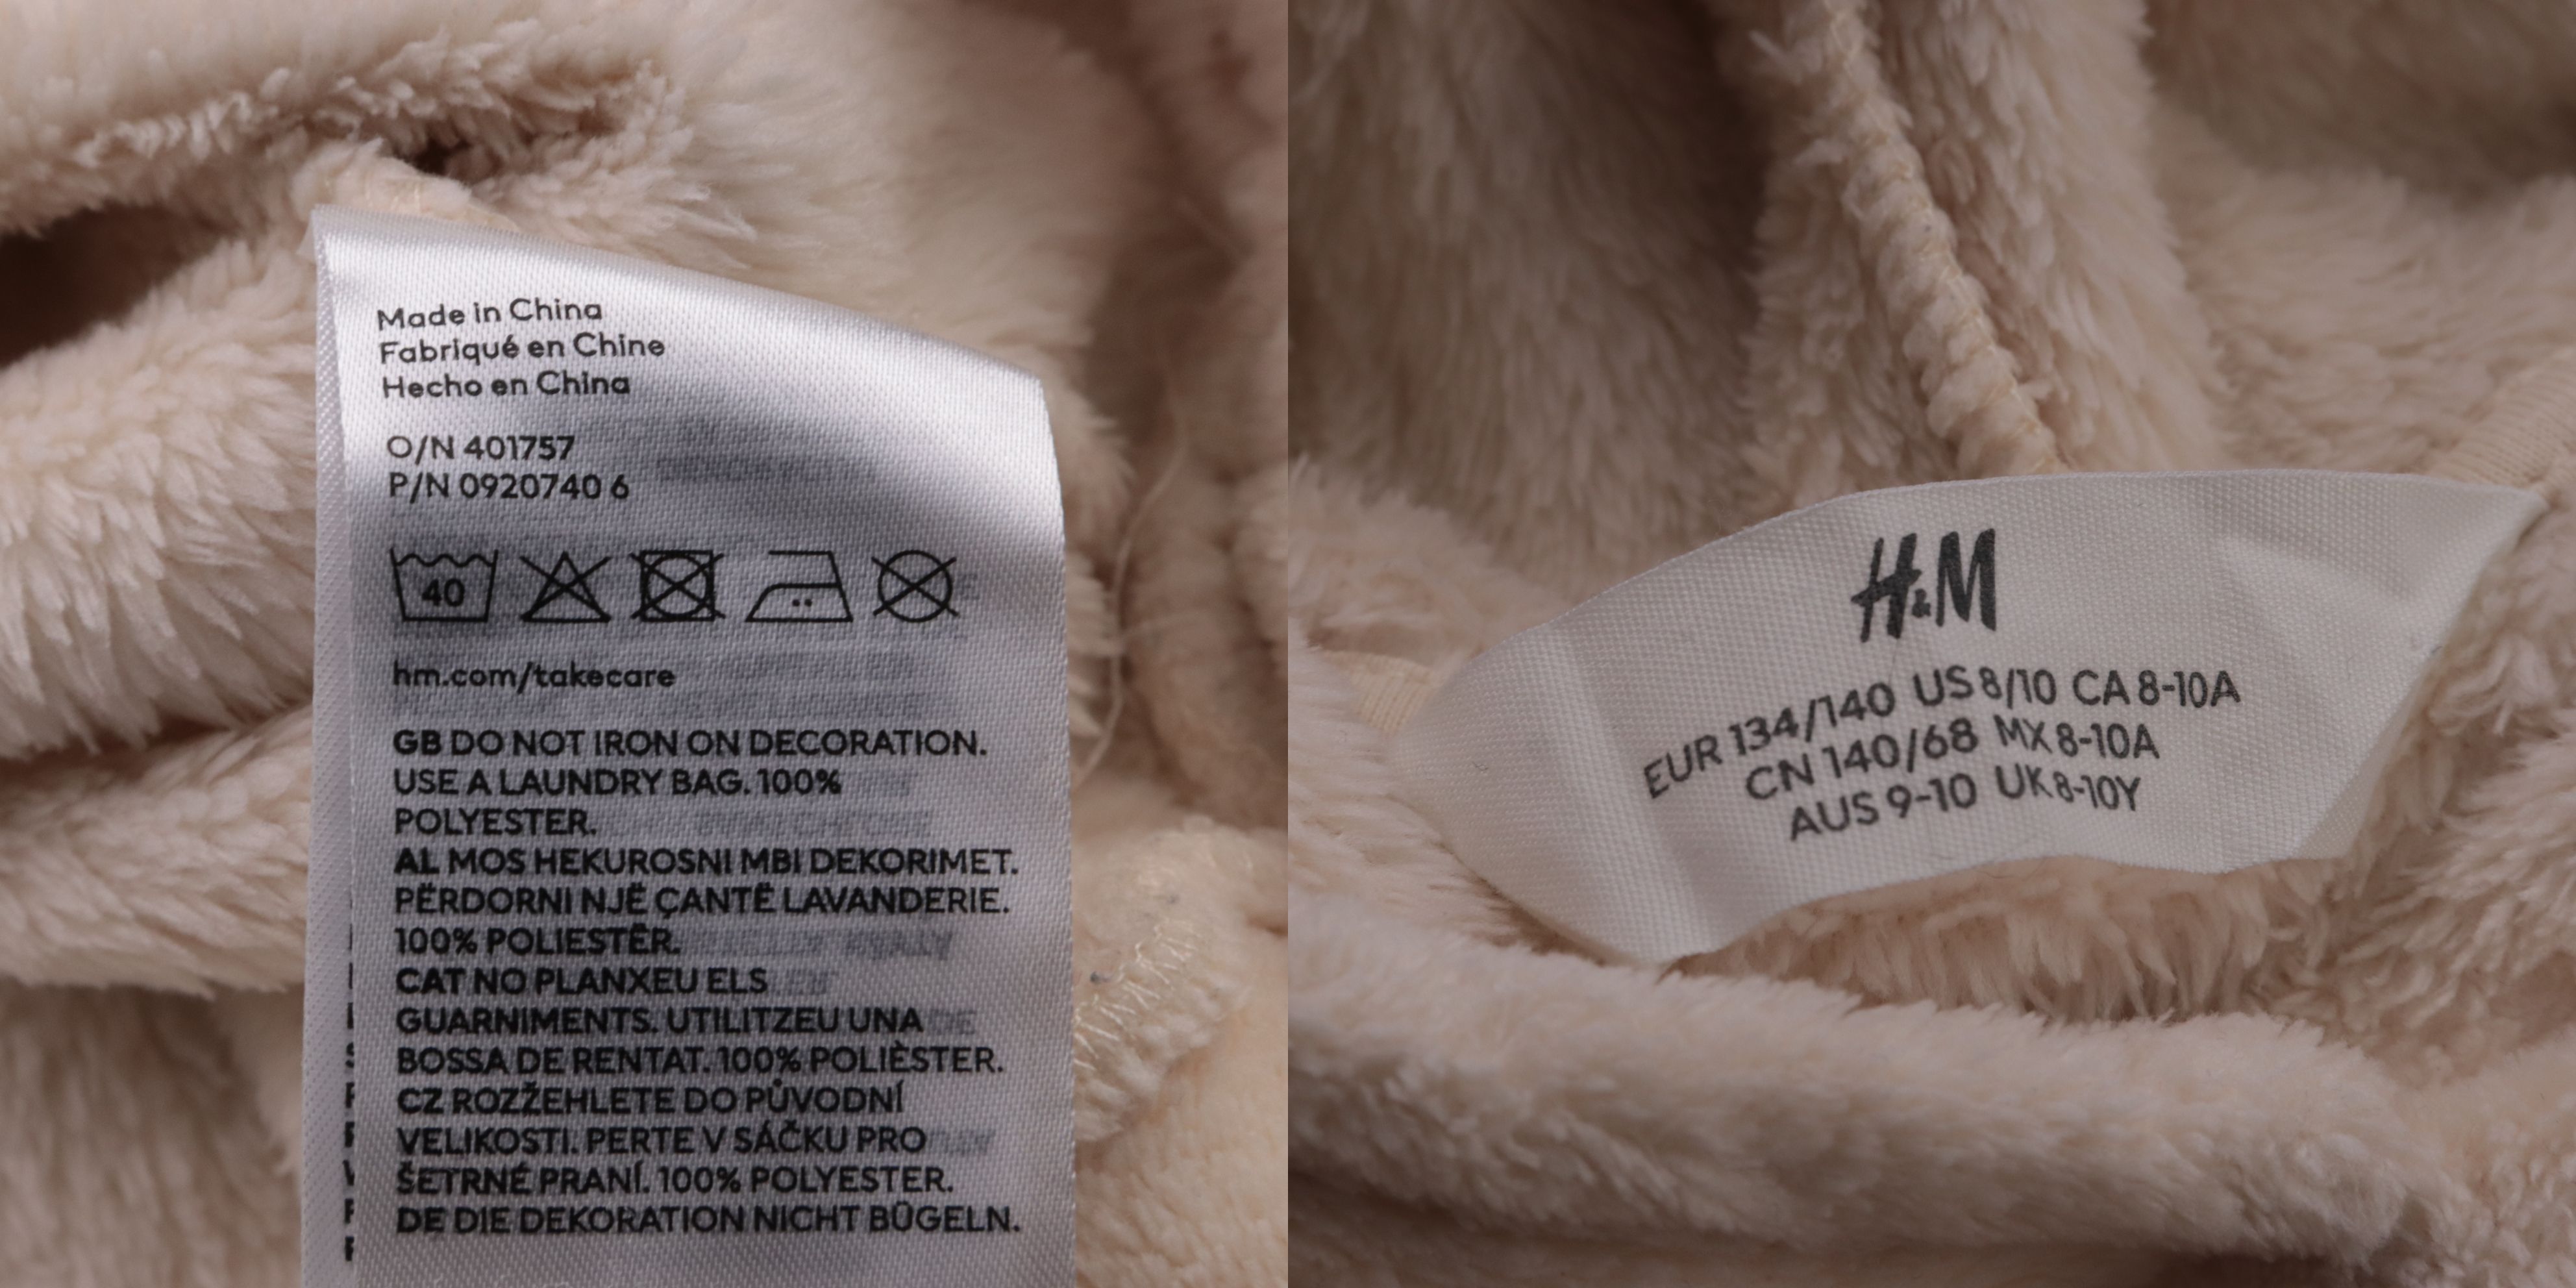 Made in China
Fabriqué en Chine
Hecho en China
O/N 401757
P/N 0920740 6
40
hm.com/takecare
GB DO NOT IRON ON DECORATION.
USE A LAUNDRY BAG. 100%
POLYESTER.
AL MOS HEKUROSNI MBI DEKORIMET.
PËRDORNI NJË ÇANTË LAVANDERIE.
100% POLIESTËR.
CAT NO PLANXEU ELS
GUARNIMENTS. UTILITZEU UNA
BOSSA DE RENTAT. 100% POLIÈSTER.
CZ ROZŽEHLETE DO PŮVODNÍ
VELIKOSTI. PERTE V SÁČKU PRO
ŠETRNÉ PRANÍ. 100% POLYESTER.
DE DIE DEKORATION NICHT BÜGELN.
H&M
EUR 134/140 US 8/10 CA 8-10A
CN 140/68 MX 8-10A
AUS 9-10 UK 8-10Y